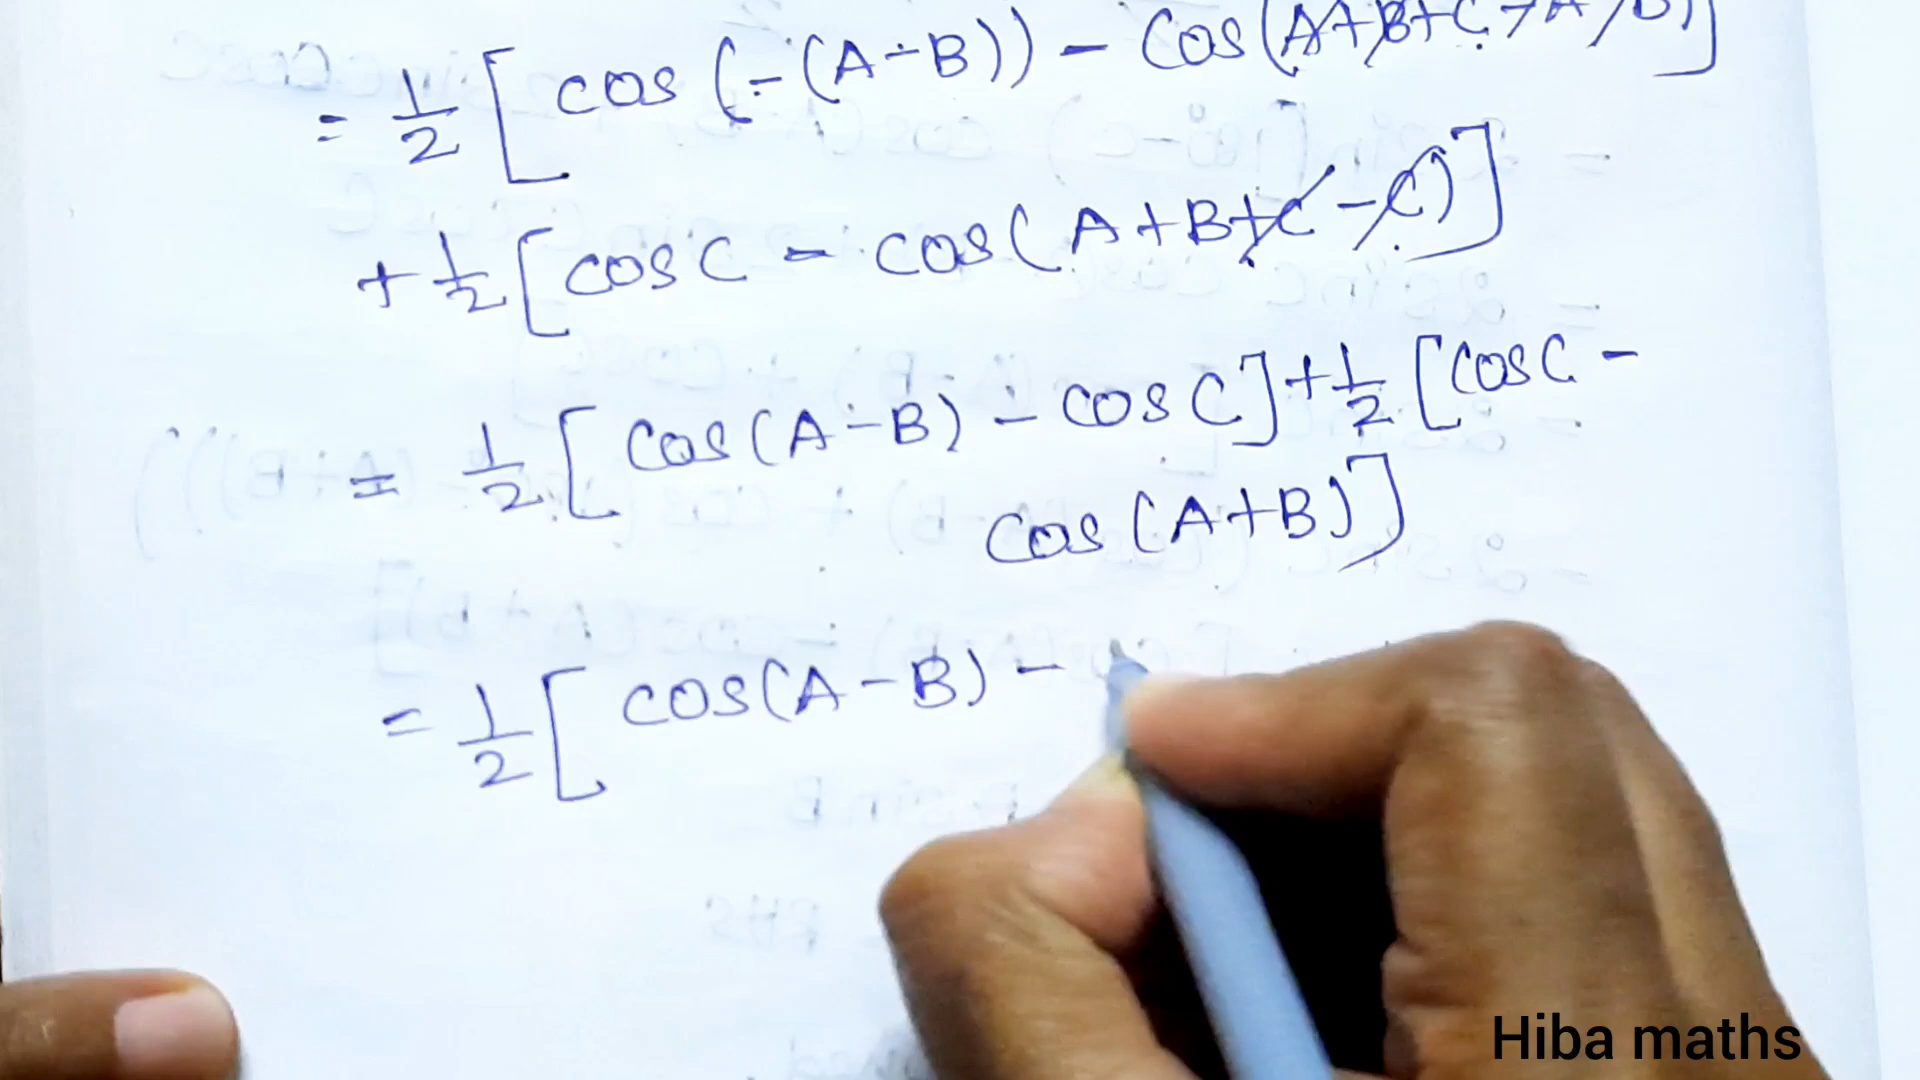 = 1/2 [cos (-(A-B)) - Cos(A+B+C-A-B)]
+ 1/2 [cos C - cos(A+B+C-C)]
= 1/2 [cos(A-B) - cos C] + 1/2 [cos C -
cos (A+B)]
= 1/2 [cos(A-B) -
Hiba maths